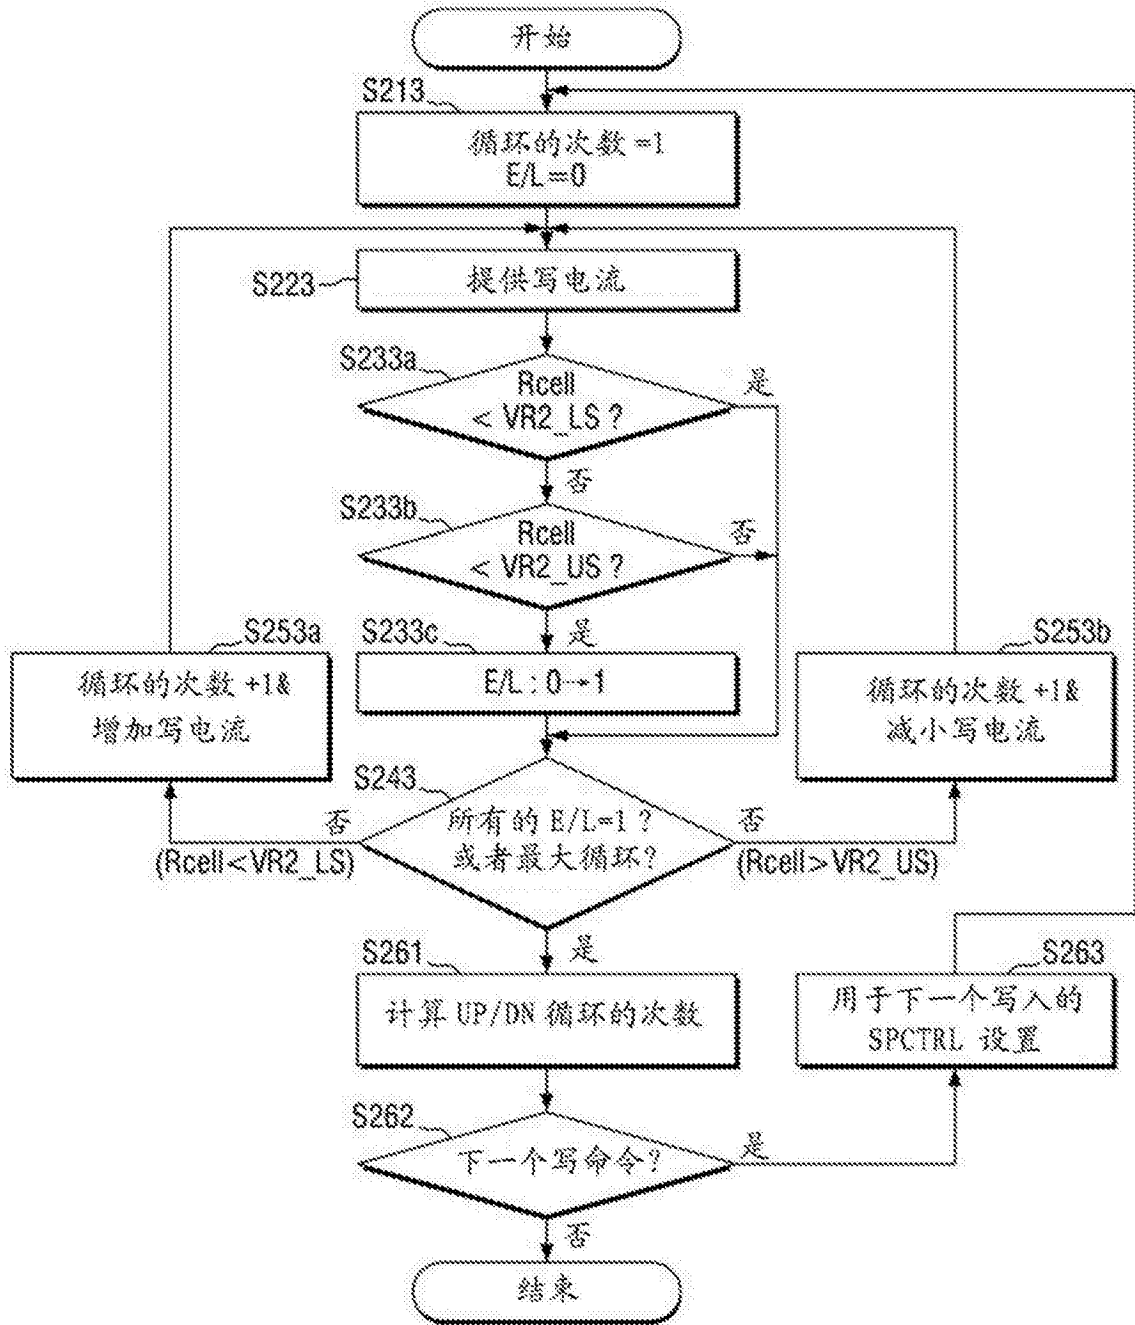 开始
S213
循环的次数 =1
E/L=0
S223
提供写电流
S233a
Rcell
< VR2_LS ?
是
否
S233b
Rcell
< VR2_US ?
否
是
S233c
E/L : 0→1
S253a
循环的次数 +1&
增加写电流
S253b
循环的次数 +1&
减小写电流
S243
所有的 E/L=1 ?
或者最大循环?
否
(Rcell<VR2_LS)
否
(Rcell>VR2_US)
是
S261
计算 UP/DN 循环的次数
S263
用于下一个写入的
SPCTRL 设置
S262
下一个写命令?
是
否
结束